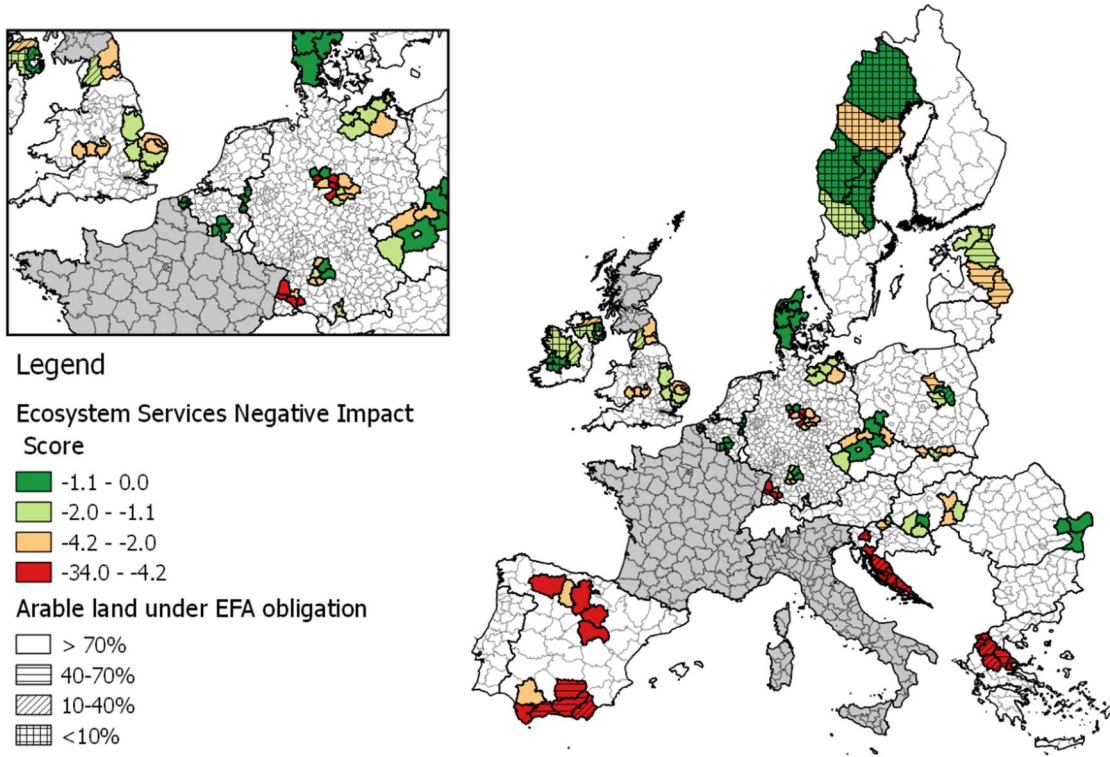 Legend
Ecosystem Services Negative Impact
Score
-1.1 - 0.0
-2.0 - -1.1
-4.2 - -2.0
-34.0 - -4.2
Arable land under EFA obligation
> 70%
40-70%
10-40%
<10%